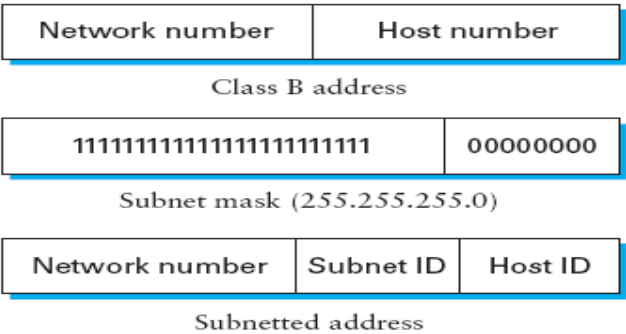 Network number Host number
Class B address
111111111111111111111111 00000000
Subnet mask (255.255.255.0)
Network number Subnet ID Host ID
Subnetted address